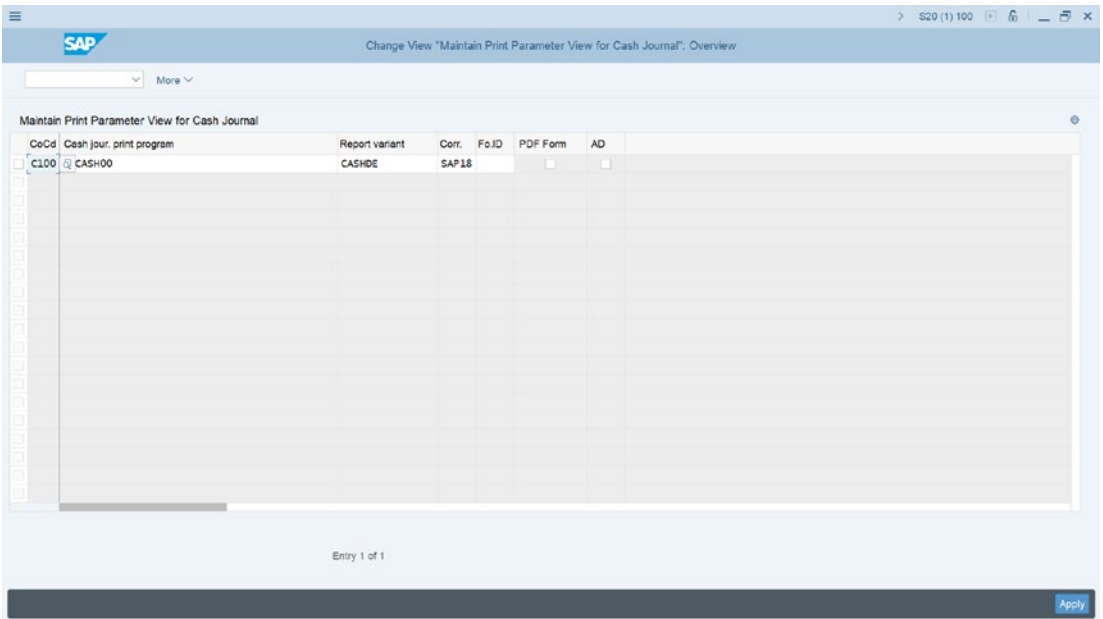 S20 (1) 100
SAP
Change View "Maintain Print Parameter View for Cash Journal": Overview
More
Maintain Print Parameter View for Cash Journal
CoCd Cash jour. print program Report variant Corr. Fo.ID PDF Form AD
C100 CASH00 CASHDE SAP18
Entry 1 of 1
Apply